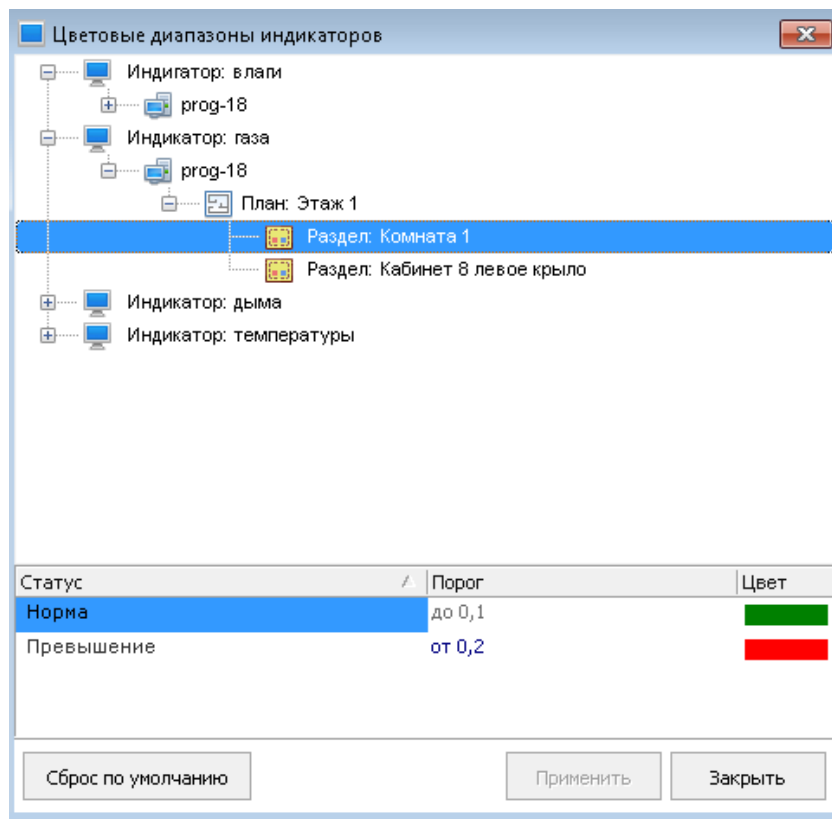 Цветовые диапазоны индикаторов
Индигатор: влаги
prog-18
Индикатор: газа
prog-18
План: Этаж 1
Раздел: Комната 1
Раздел: Кабинет 8 левое крыло
Индикатор: дыма
Индикатор: температуры
Статус Порог Цвет
Норма до 0,1
Превышение от 0,2
Сброс по умолчанию Применить Закрыть